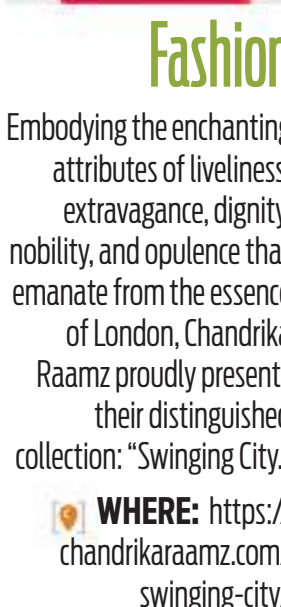 Fashion
Embodying the enchanting
attributes of liveliness
extravagance, dignity
nobility, and opulence that
emanate from the essence
of London, Chandrika
Raamz proudly present
their distinguished
collection: “Swinging City.
WHERE: https:/
chandrikaraamz.com/
swinging-city/